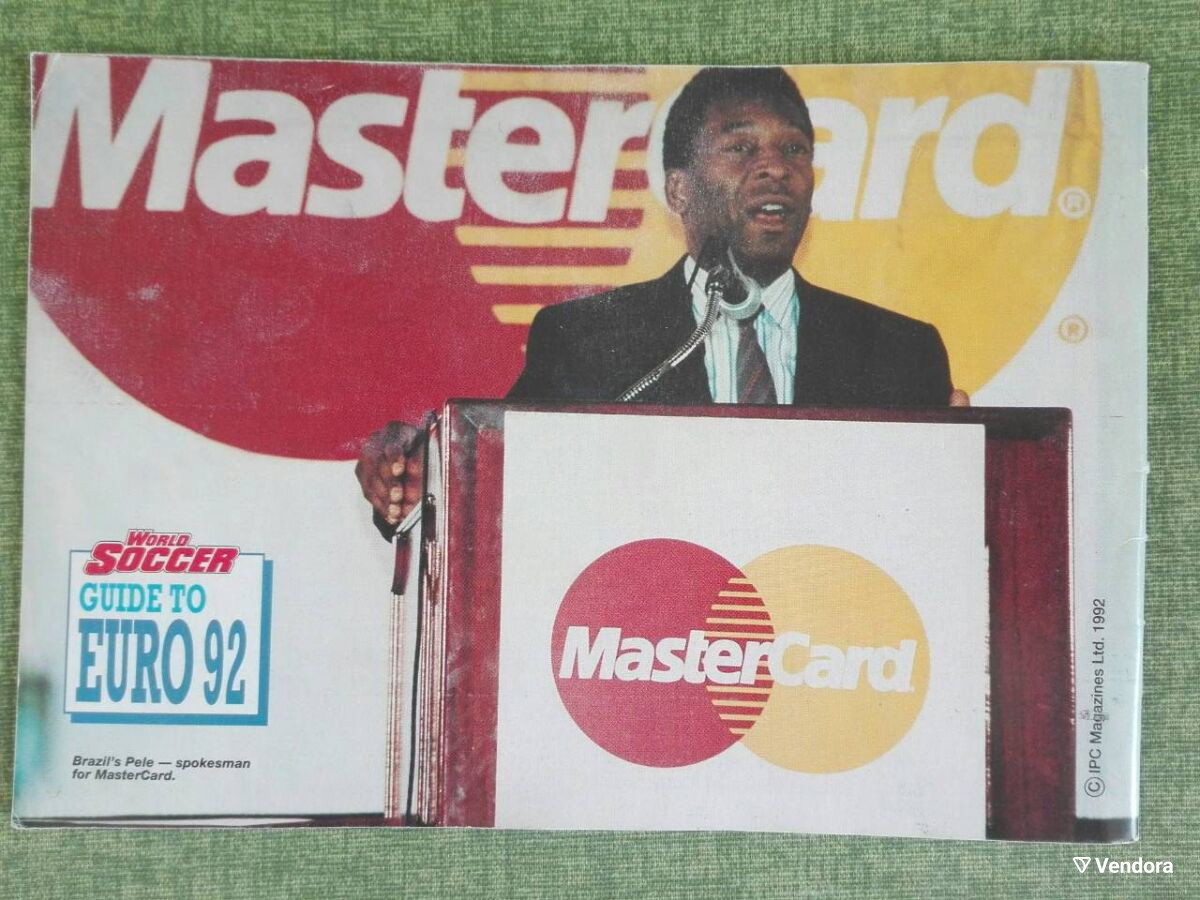 MasterCard®
®
MasterCard
WORLD
SOCCER
GUIDE TO
EURO 92
Brazil's Pele — spokesman
for MasterCard.
© IPC Magazines Ltd. 1992
Vendora